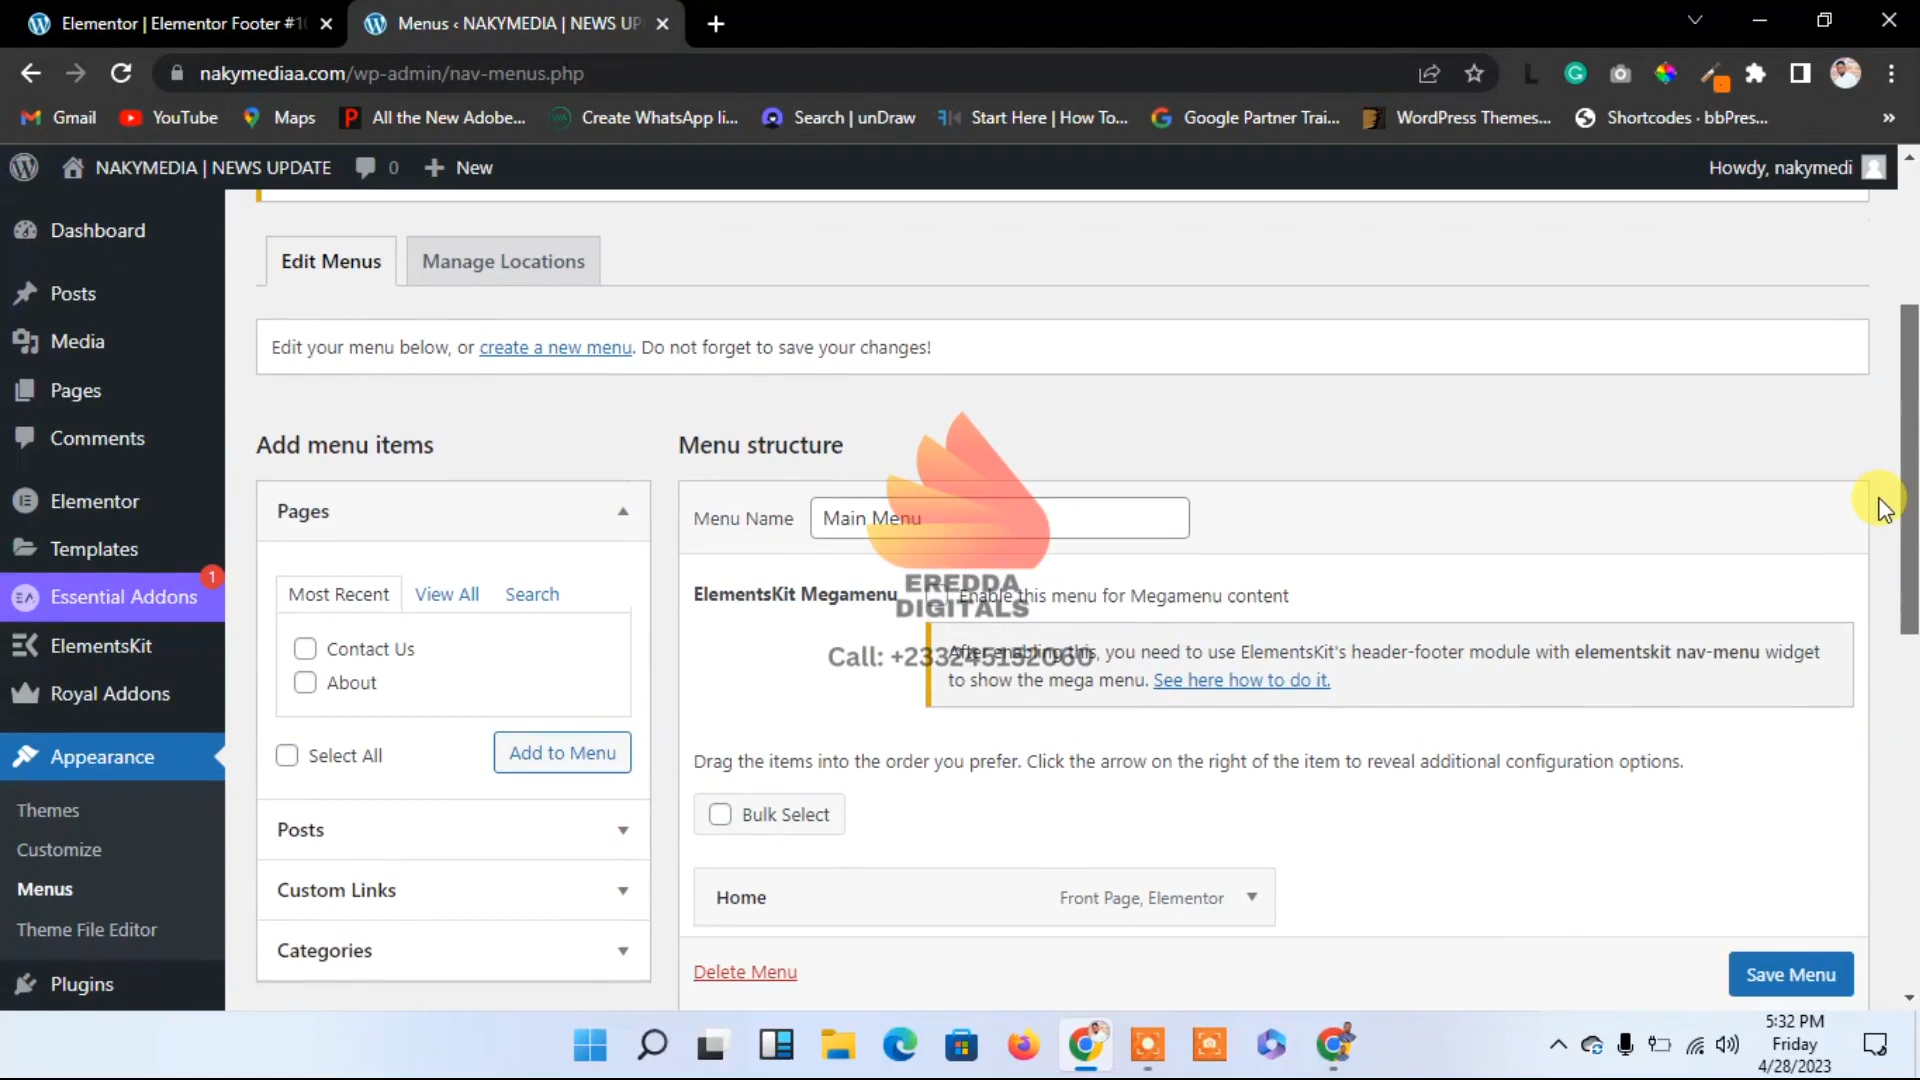 Elementor | Elementor Footer #1
Menus ‹ NAKYMEDIA | NEWS UP
nakymediaa.com/wp-admin/nav-menus.php
Gmail
YouTube
Maps
All the New Adobe...
Create WhatsApp li...
Search | unDraw
Start Here | How To...
Google Partner Trai...
WordPress Themes...
Shortcodes · bbPres...
»
NAKYMEDIA | NEWS UPDATE
0
New
Howdy, nakymedi
Dashboard
Posts
Media
Pages
Comments
Elementor
Templates
Essential Addons
1
ElementsKit
Royal Addons
Appearance
Themes
Customize
Menus
Theme File Editor
Plugins
Edit Menus
Manage Locations
Edit your menu below, or create a new menu. Do not forget to save your changes!
Add menu items
Pages
Most Recent
View All
Search
Contact Us
About
Select All
Add to Menu
Posts
Custom Links
Categories
Menu structure
Menu Name
Main Menu
ElementsKit Megamenu
Enable this menu for Megamenu content
After enabling this, you need to use ElementsKit's header-footer module with elementskit nav-menu widget
to show the mega menu. See here how to do it.
EREDDA
DIGITALS
Call: +233245152060
Drag the items into the order you prefer. Click the arrow on the right of the item to reveal additional configuration options.
Bulk Select
Home
Front Page, Elementor
Delete Menu
Save Menu
5:32 PM
Friday
4/28/2023